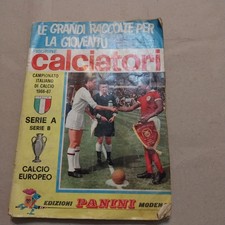 LE GRANDI RACCOLTE PER
LA GIOVENTÙ
calciatori
CAMPIONATO
ITALIANO
DI CALCIO
1966-67
SERIE A
SERIE B
CALCIO
EUROPEO
EDIZIONI PANINI MODENA